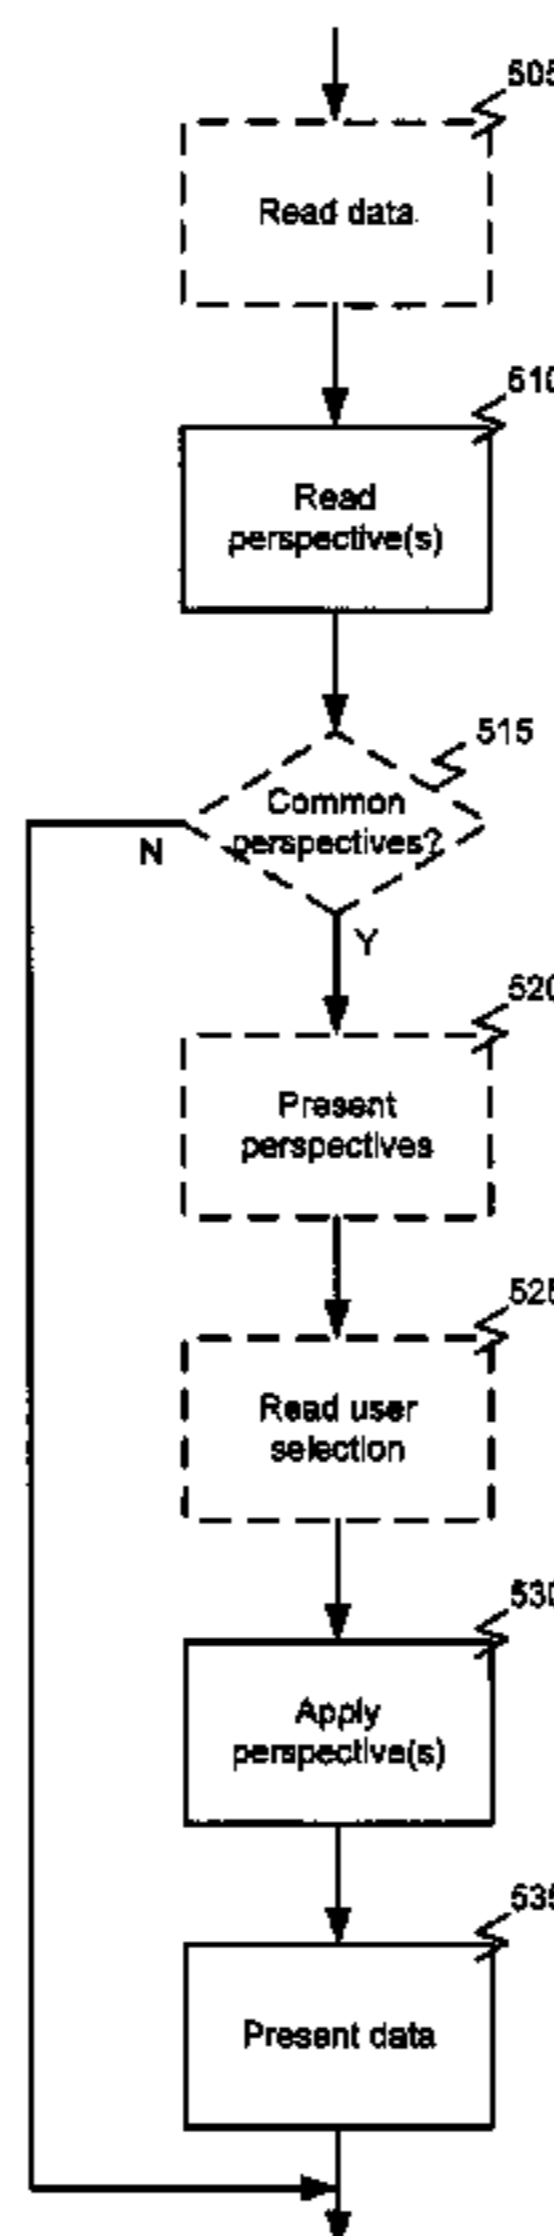 505
Read data
510
Read
perspective(s)
515
Common
perspectives?
N
Y
520
Present
perspectives
525
Read user
selection
530
Apply
perspective(s)
535
Present data